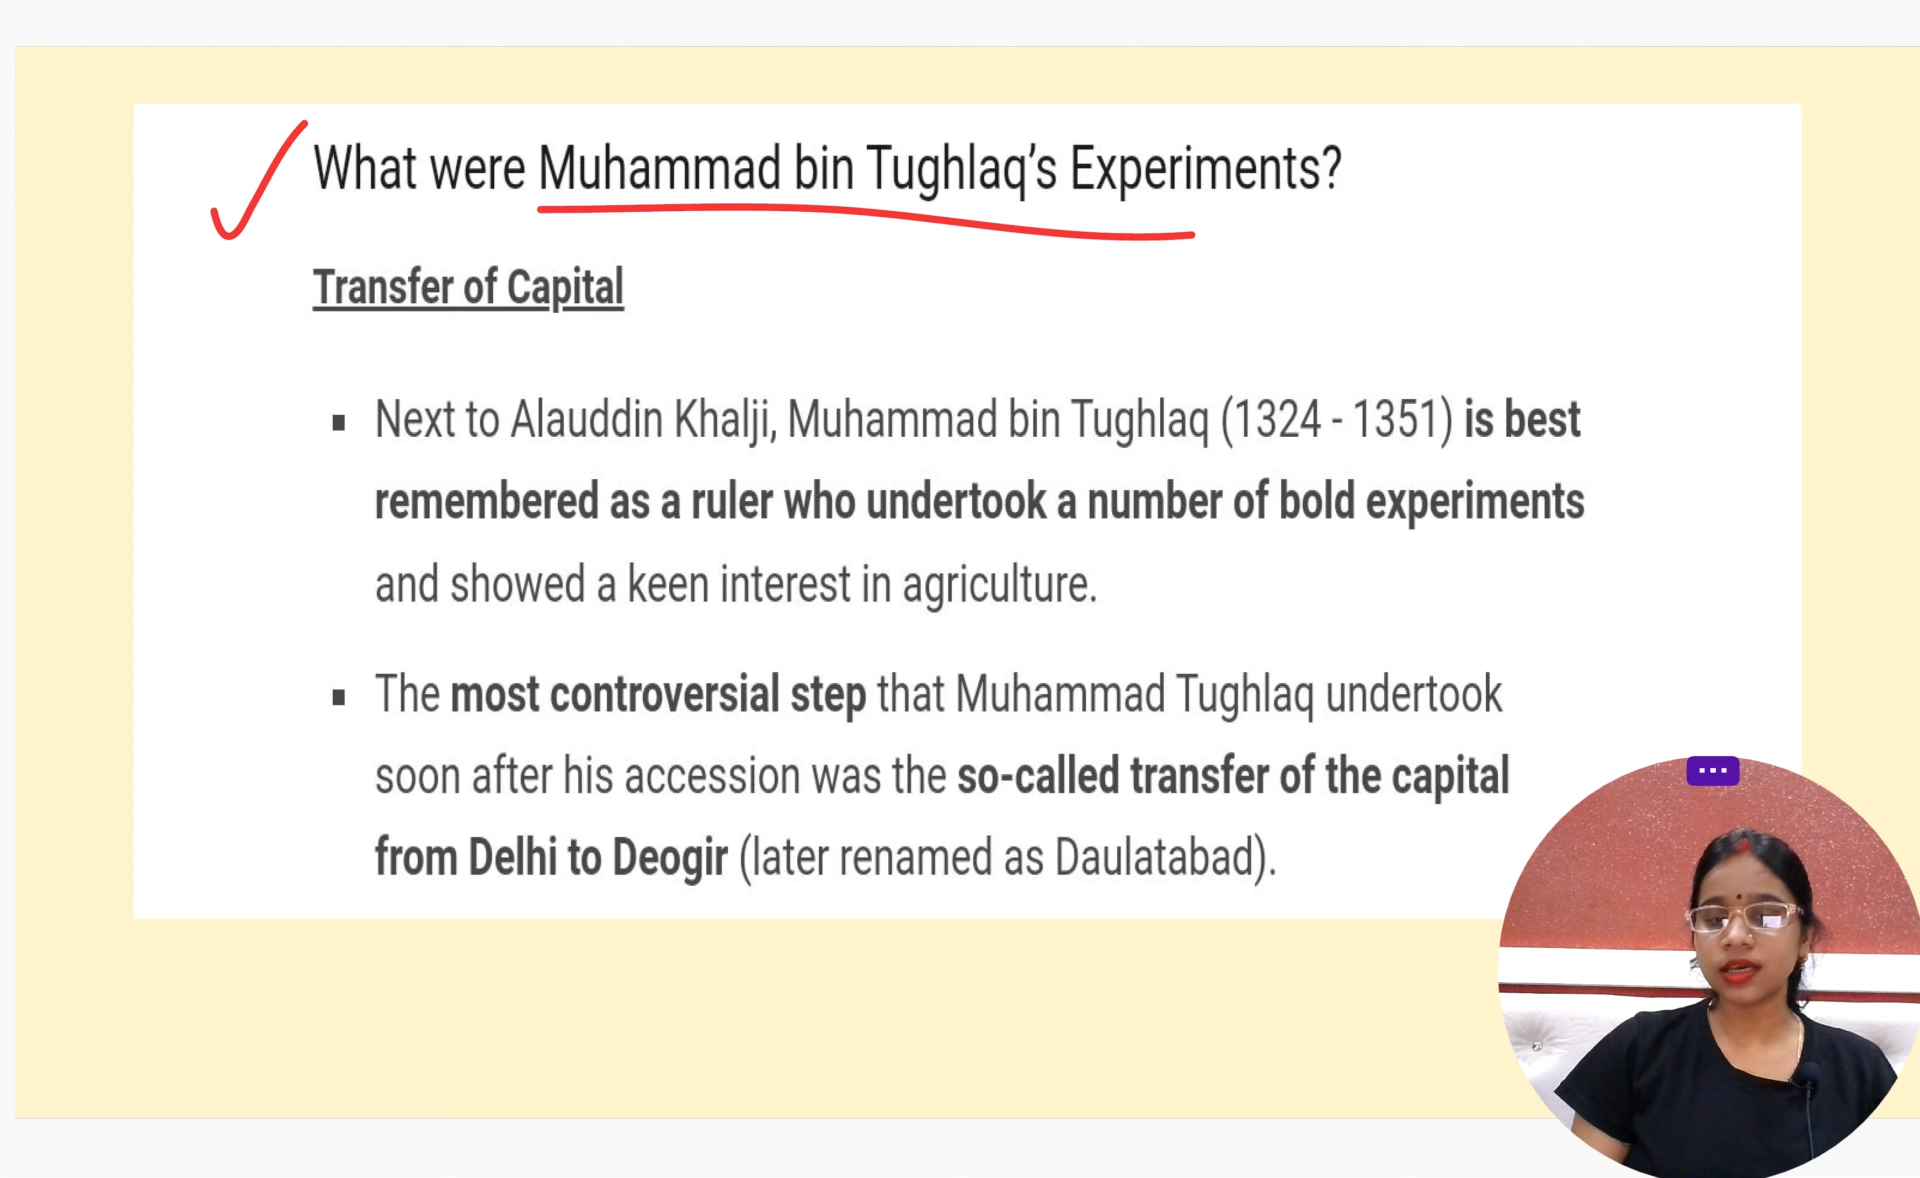 What were Muhammad bin Tughlaq’s Experiments?
Transfer of Capital
▪ Next to Alauddin Khalji, Muhammad bin Tughlaq (1324 - 1351) is best
remembered as a ruler who undertook a number of bold experiments
and showed a keen interest in agriculture.
▪ The most controversial step that Muhammad Tughlaq undertook
soon after his accession was the so-called transfer of the capital
from Delhi to Deogir (later renamed as Daulatabad).